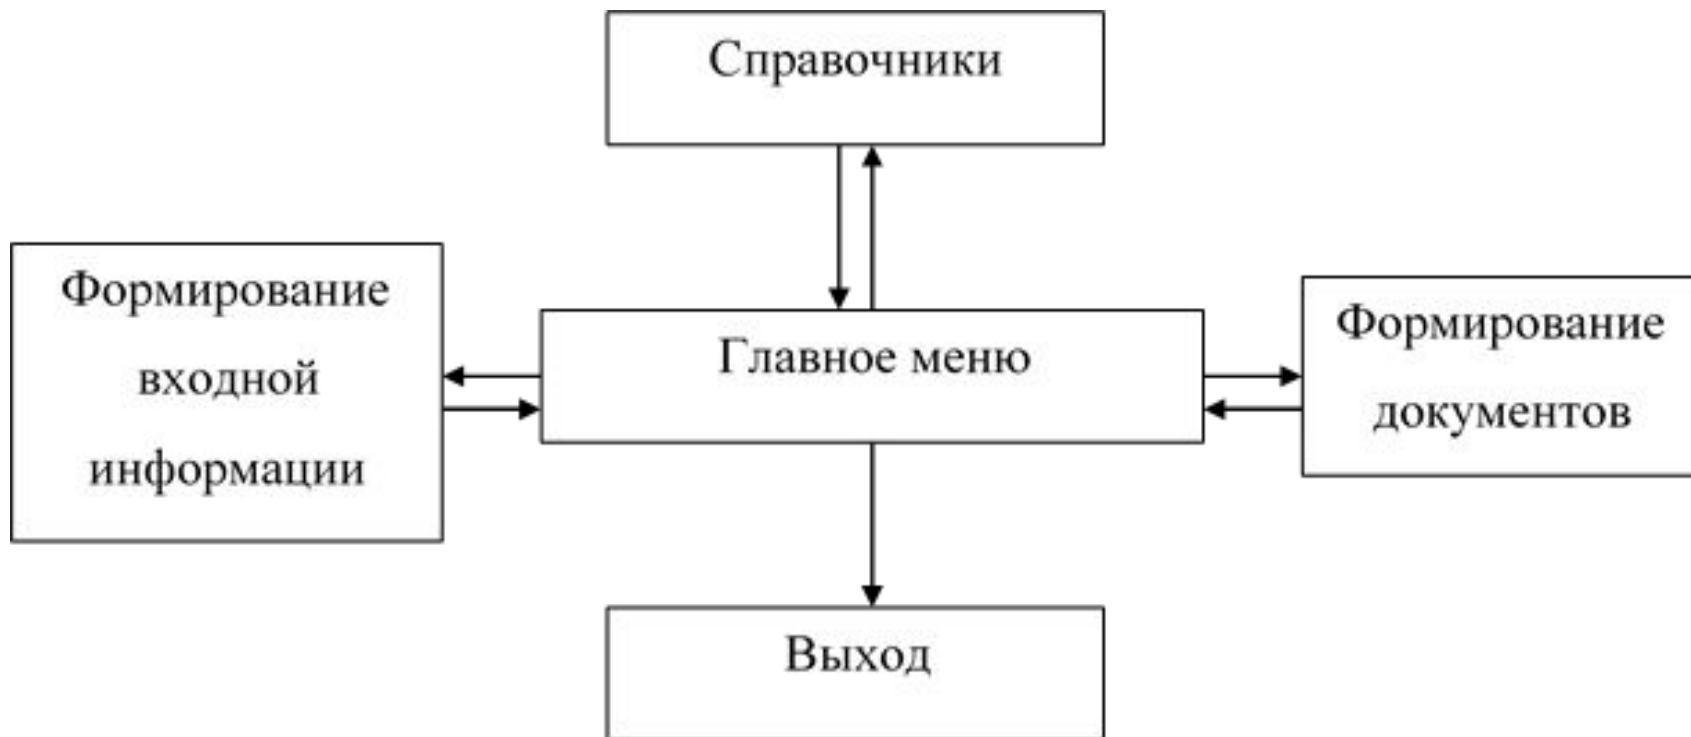 Справочники
Формирование
входной
информации
Главное меню
Формирование
документов
Выход